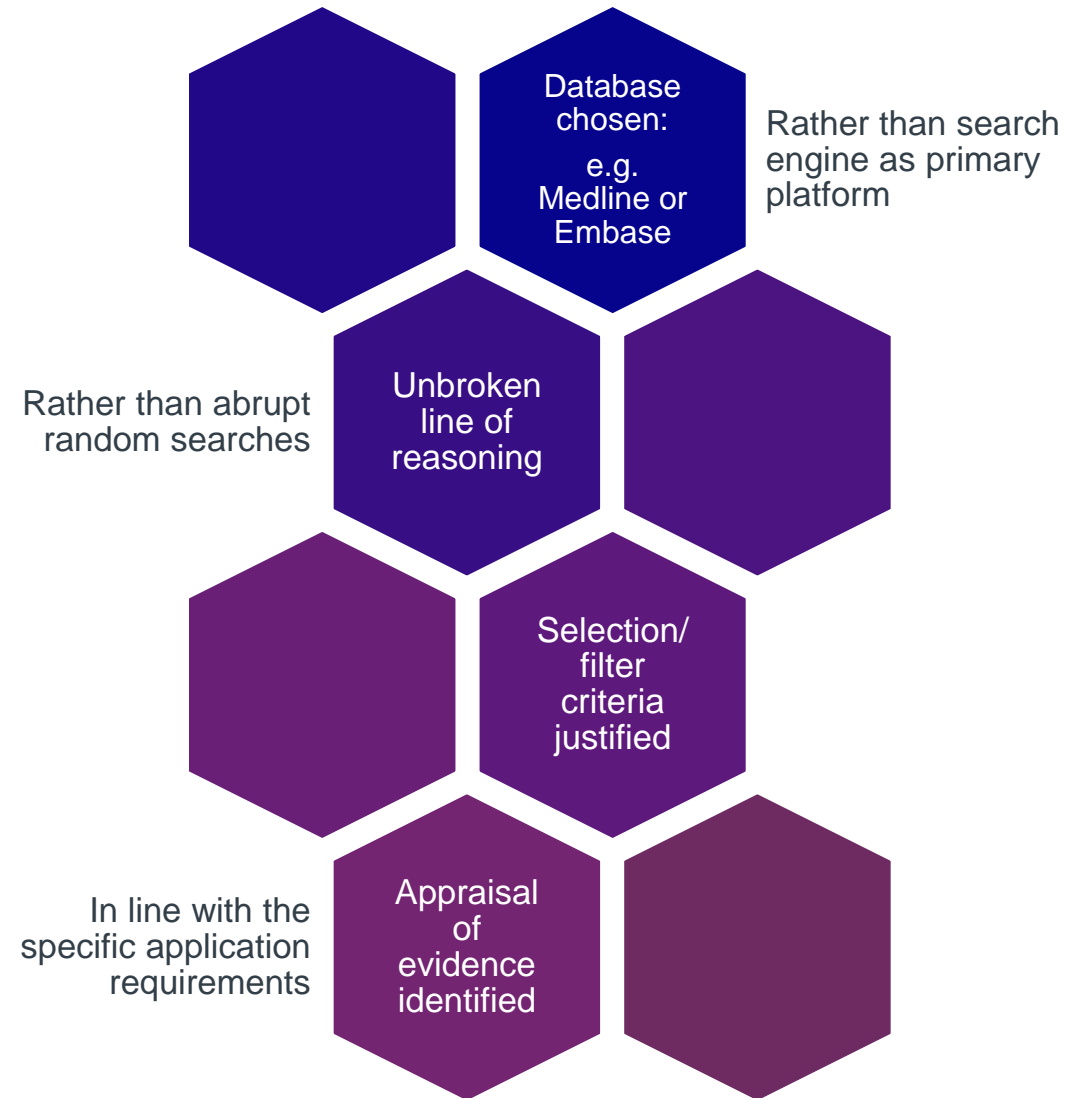 Database
chosen:
e.g.
Medline or
Embase
Rather than search
engine as primary
platform
Rather than abrupt
random searches
Unbroken
line of
reasoning
Selection/
filter
criteria
justified
In line with the
specific application
requirements
Appraisal
of
evidence
identified